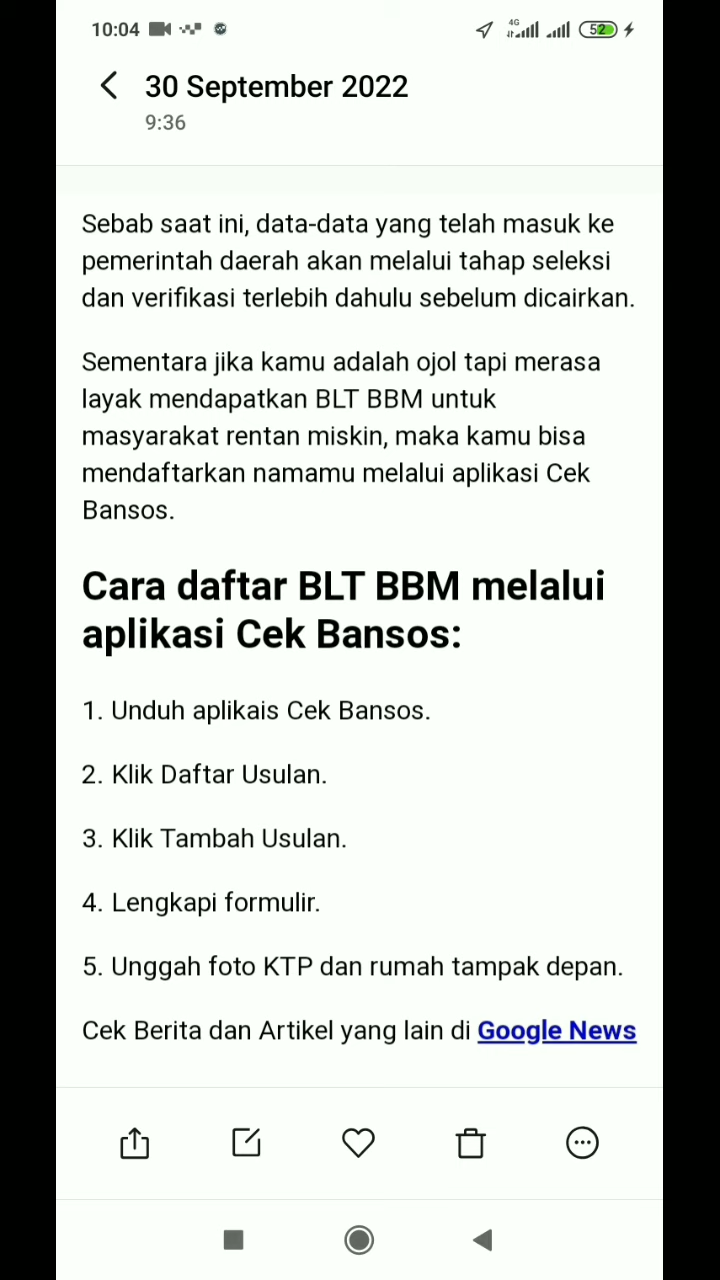 10:04
4G
52
30 September 2022
9:36
Sebab saat ini, data-data yang telah masuk ke
pemerintah daerah akan melalui tahap seleksi
dan verifikasi terlebih dahulu sebelum dicairkan.
Sementara jika kamu adalah ojol tapi merasa
layak mendapatkan BLT BBM untuk
masyarakat rentan miskin, maka kamu bisa
mendaftarkan namamu melalui aplikasi Cek
Bansos.
Cara daftar BLT BBM melalui
aplikasi Cek Bansos:
1. Unduh aplikais Cek Bansos.
2. Klik Daftar Usulan.
3. Klik Tambah Usulan.
4. Lengkapi formulir.
5. Unggah foto KTP dan rumah tampak depan.
Cek Berita dan Artikel yang lain di Google News